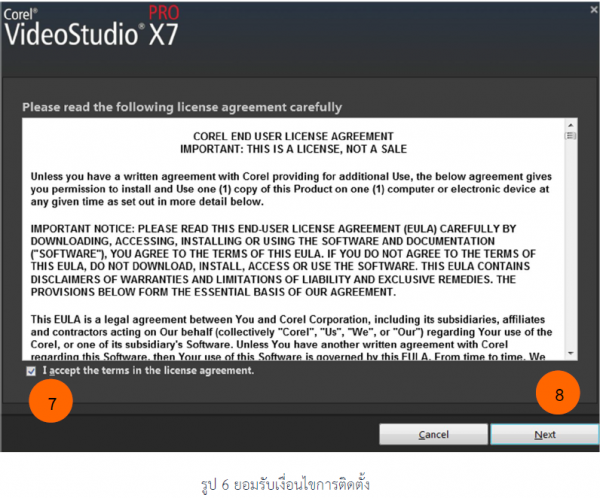 Corel®
PRO
VideoStudio® X7
Please read the following license agreement carefully
COREL END USER LICENSE AGREEMENT
IMPORTANT: THIS IS A LICENSE, NOT A SALE
Unless you have a written agreement with Corel providing for additional Use, the below agreement gives
you permission to install and Use one (1) copy of this Product on one (1) computer or electronic device at
any given time as set out in more detail below.
IMPORTANT NOTICE: PLEASE READ THIS END-USER LICENSE AGREEMENT (EULA) CAREFULLY BY
DOWNLOADING, ACCESSING, INSTALLING OR USING THE SOFTWARE AND DOCUMENTATION
("SOFTWARE"), YOU AGREE TO THE TERMS OF THIS EULA. IF YOU DO NOT AGREE TO THE TERMS OF
THIS EULA, DO NOT DOWNLOAD, INSTALL, ACCESS OR USE THE SOFTWARE. THIS EULA CONTAINS
DISCLAIMERS OF WARRANTIES AND LIMITATIONS OF LIABILITY AND EXCLUSIVE REMEDIES. THE
PROVISIONS BELOW FORM THE ESSENTIAL BASIS OF OUR AGREEMENT.
This EULA is a legal agreement between You and Corel Corporation, including its subsidiaries, affiliates
and contractors acting on Our behalf (collectively "Corel", "Us", "We", or "Our") regarding Your use of the
Corel, or one of its subsidiary's Software. Unless You have another written agreement with Corel
regarding this Software, then Your use of this Software is governed by this EULA. From time to time, We
I accept the terms in the license agreement.
7
8
Cancel
Next
รูป 6 ยอมรับเงื่อนไขการติดตั้ง